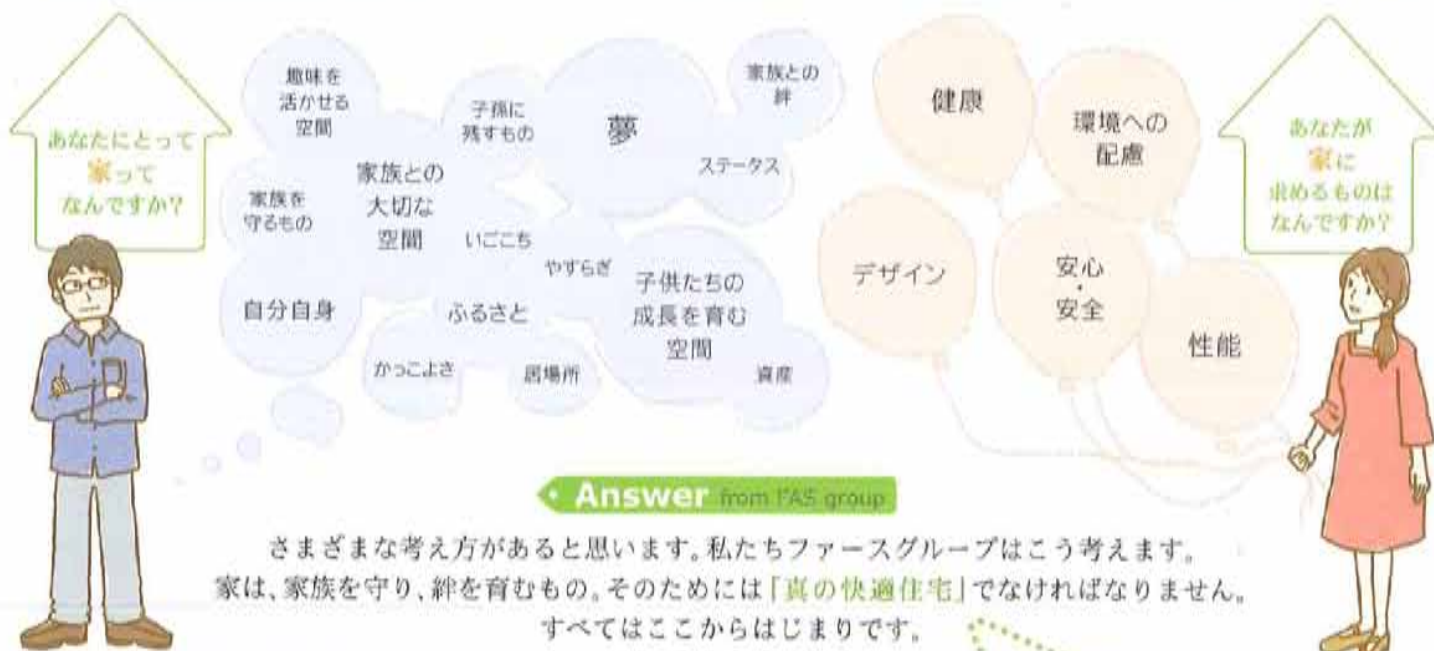 あなたにとって
家って
なんですか?
趣味を
活かせる
空間
子孫に
残すもの
夢
家族との
絆
ステータス
家族を
守るもの
家族との
大切な
空間
いごこち
やすらぎ
自分自身
ふるさと
子供たちの
成長を育む
空間
かっこよさ
居場所
資産
健康
環境への
配慮
デザイン
安心
・
安全
性能
あなたが
家に
求めるものは
なんですか?
Answer from FAS group
さまざまな考え方があると思います。私たちファースグループはこう考えます。
家は、家族を守り、絆を育むもの。そのためには「真の快適住宅」でなければなりません。
すべてはここからはじまりです。